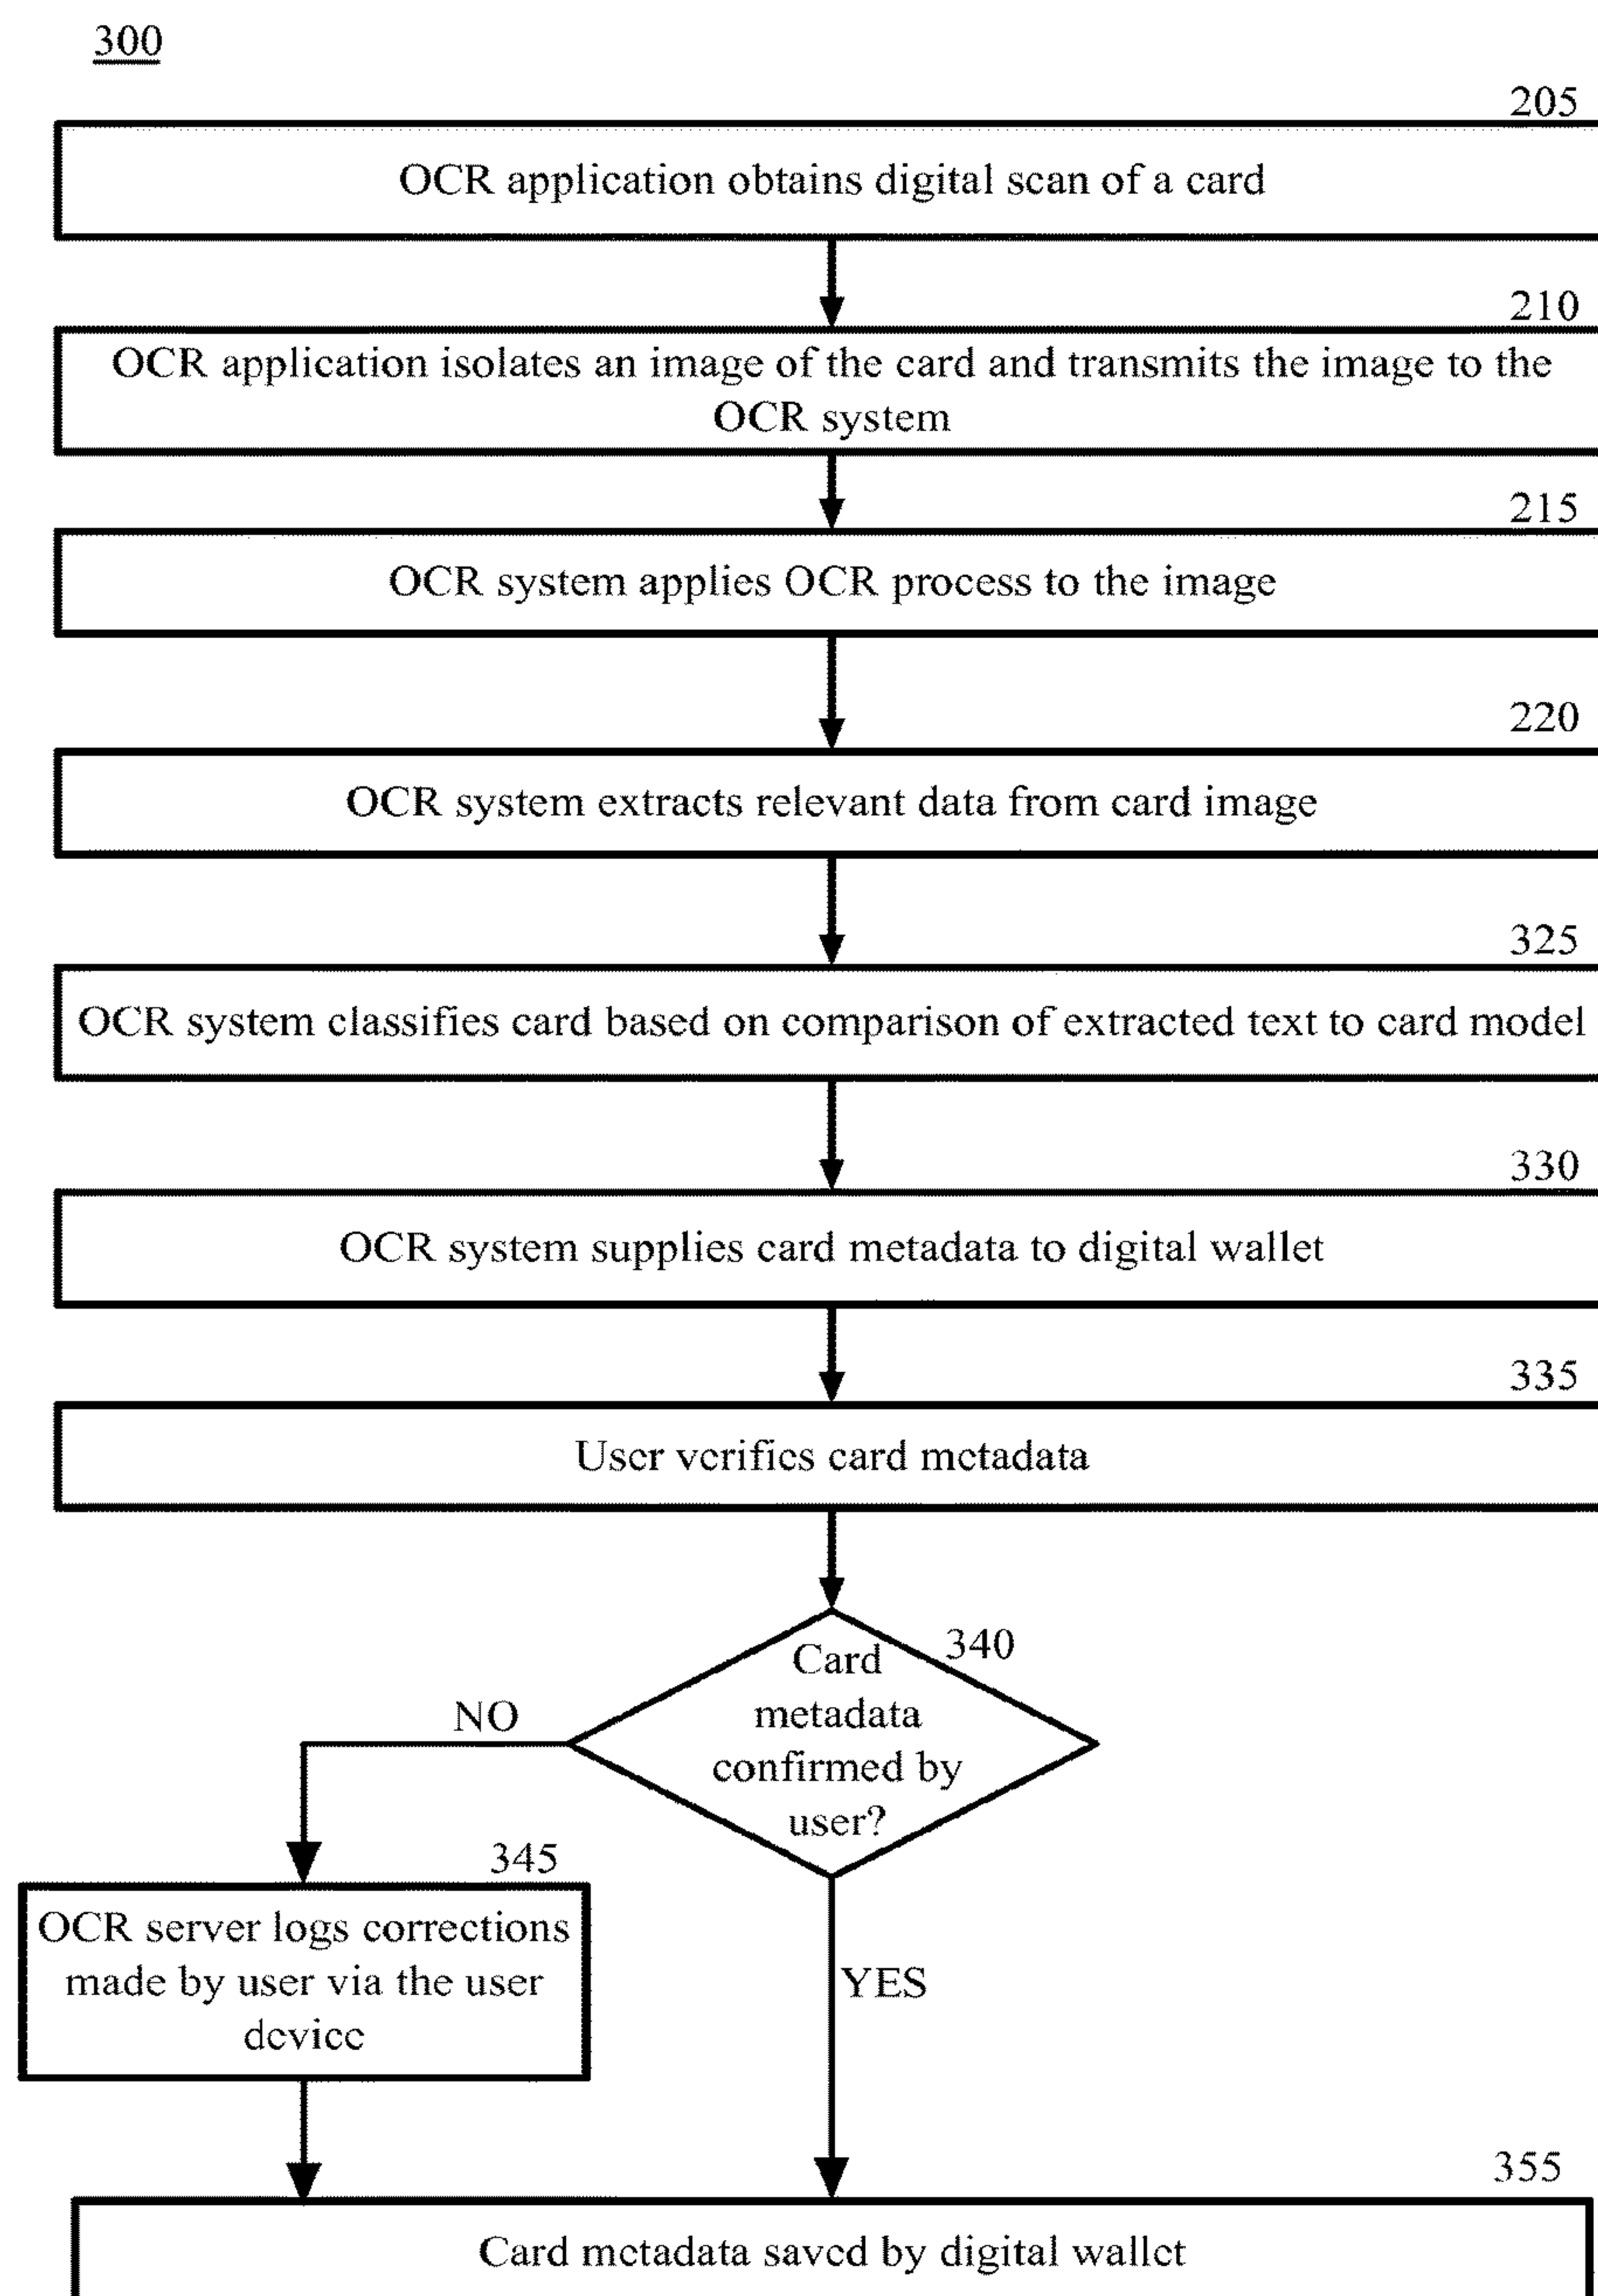 300
205
OCR application obtains digital scan of a card
210
OCR application isolates an image of the card and transmits the image to the
OCR system
215
OCR system applies OCR process to the image
220
OCR system extracts relevant data from card image
325
OCR system classifies card based on comparison of extracted text to card model
330
OCR system supplies card metadata to digital wallet
335
User verifies card metadata
340
Card
metadata
confirmed by
user?
NO
345
OCR server logs corrections
made by user via the user
device
YES
355
Card metadata saved by digital wallet